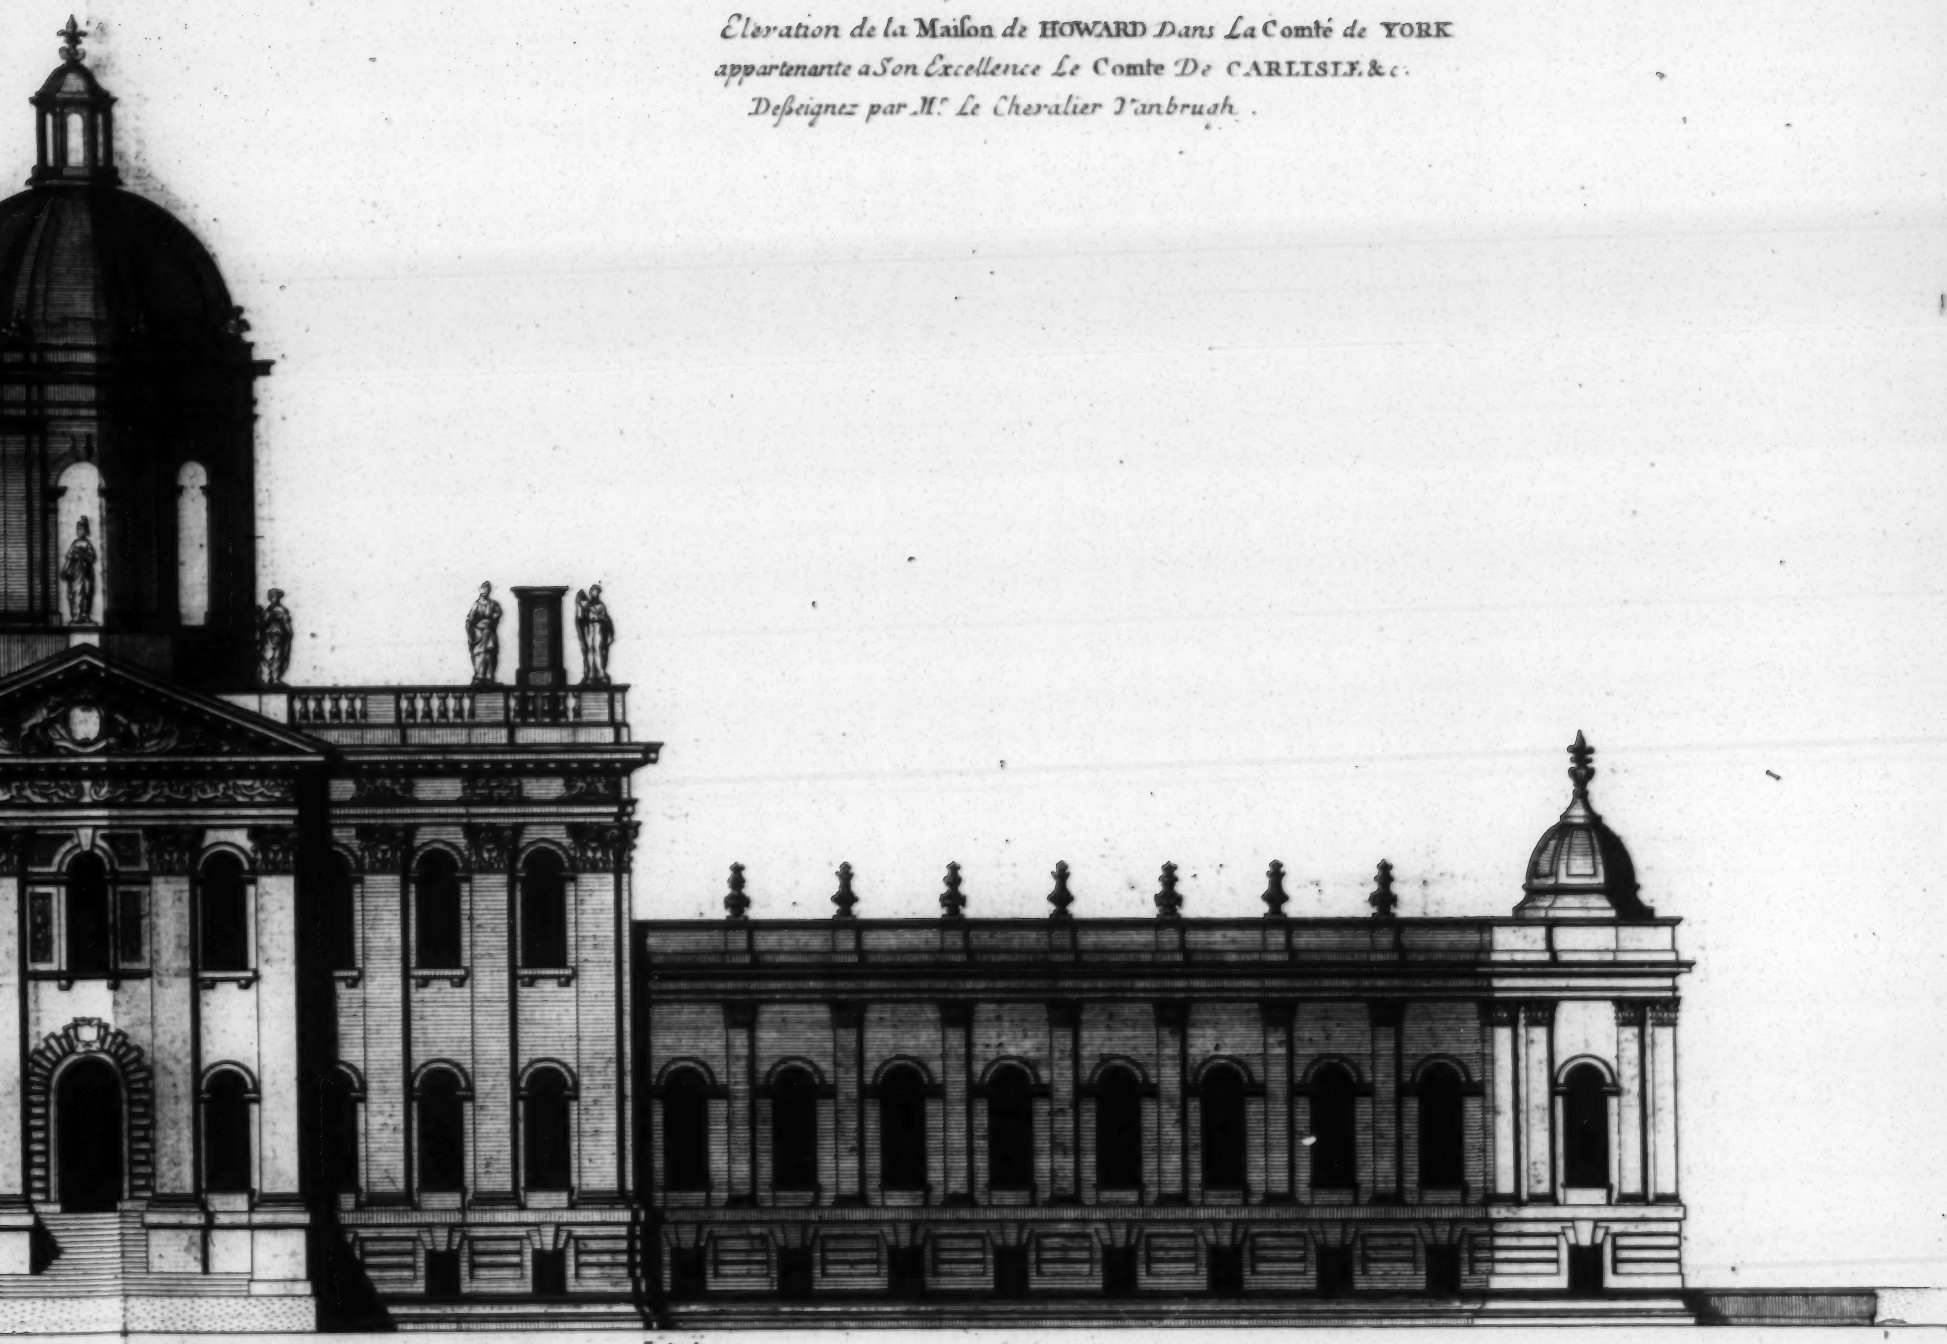 Elevation de la Maiſon de HOWARD Dans La Comté de YORK
appartenante a Son Excellence Le Comte De CARLISLE &c.
Deßeignez par Mr. Le Chevalier Vanbrugh .